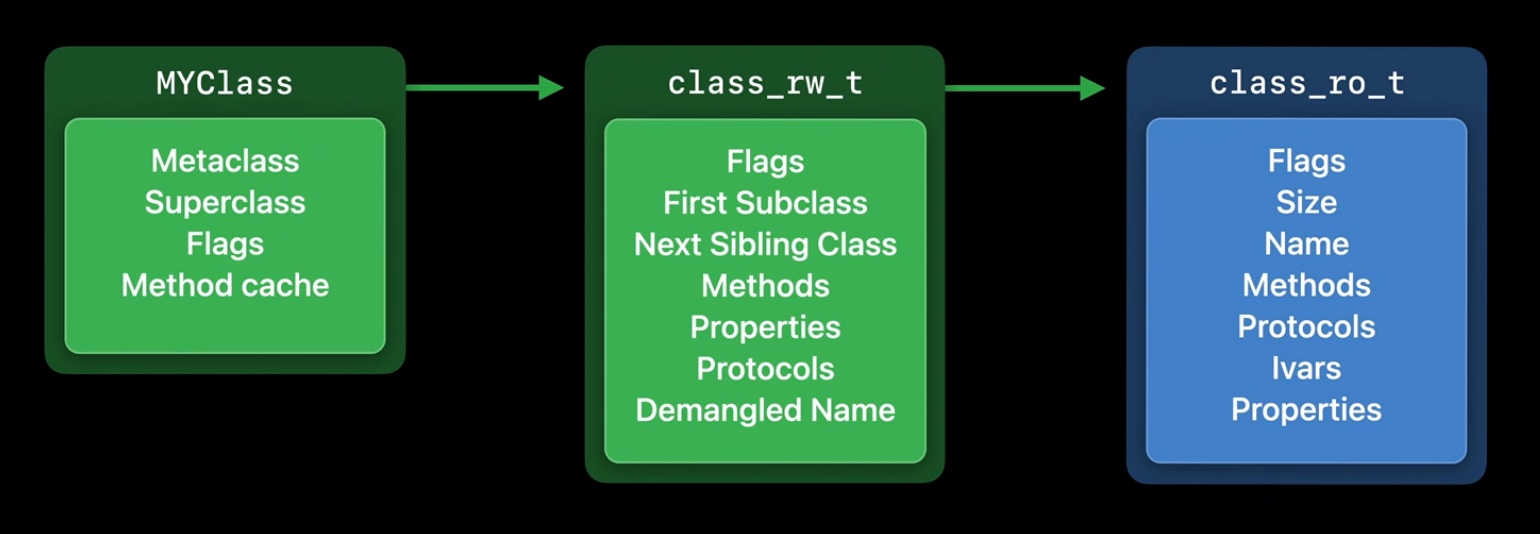 MYClass
Metaclass
Superclass
Flags
Method cache
class_rw_t
Flags
First Subclass
Next Sibling Class
Methods
Properties
Protocols
Demangled Name
class_ro_t
Flags
Size
Name
Methods
Protocols
Ivars
Properties